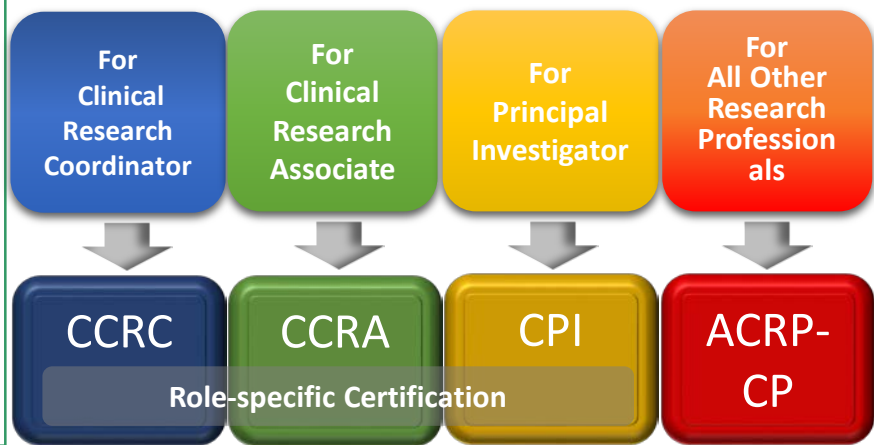 For
Clinical
Research
Coordinator
For
Clinical
Research
Associate
For
Principal
Investigator
For
All Other
Research
Profession
als
CCRC
CCRA
CPI
ACRP-
CP
Role-specific Certification